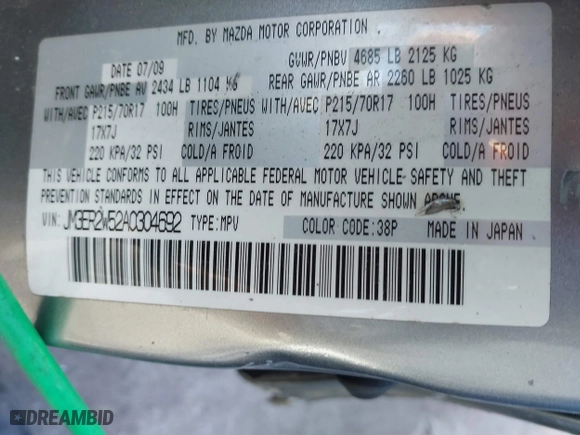 MFD. BY MAZDA MOTOR CORPORATION .
DATE 07/09 GVWR/PNBV 4685 LB 2125 KG
FRONT GAWR/PNBE AV 2434 LB 1104 KG REAR GAWR/PNBE AR 2260 LB 1025 KG
WITH/AVEC P215/70R17 100H TIRES/PNEUS WITH/AVEC P215/70R17 100H TIRES/PNEUS
17X7J RIMS/JANTES 17X7J RIMS/JANTES
220 KPA/32 PSI COLD/A FROID 220 KPA/32 PSI COLD/A FROID
THIS VEHICLE CONFORMS TO ALL APPLICABLE FEDERAL MOTOR VEHICLE SAFETY AND THEFT
PREVENTION STANDARDS IN EFFECT ON THE DATE OF MANUFACTURE SHOWN ABOVE.
VIN: JM3ER2W52A0304692 TYPE:MPV COLOR CODE:38P MADE IN JAPAN .
DREAMBID